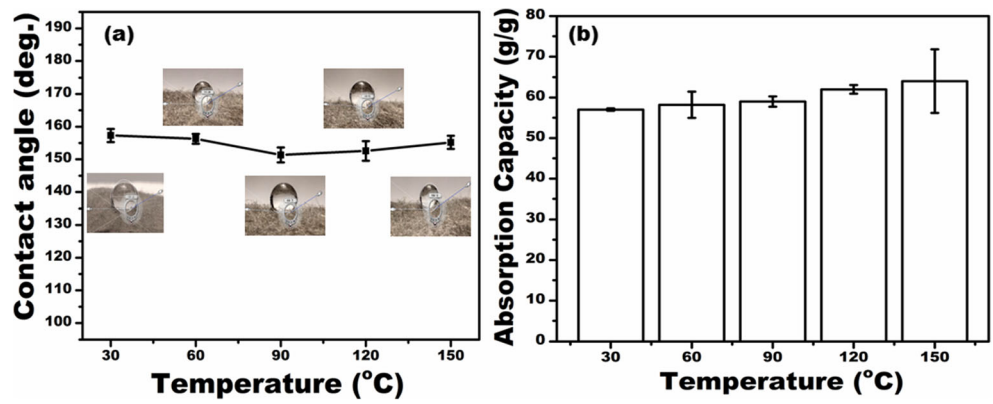 (a)
Contact angle (deg.)
190
180
170
160
150
140
130
120
110
100
30 60 90 120 150
Temperature (°C)
(b)
Absorption Capacity (g/g)
80
70
60
50
40
30
20
10
0
30 60 90 120 150
Temperature (°C)